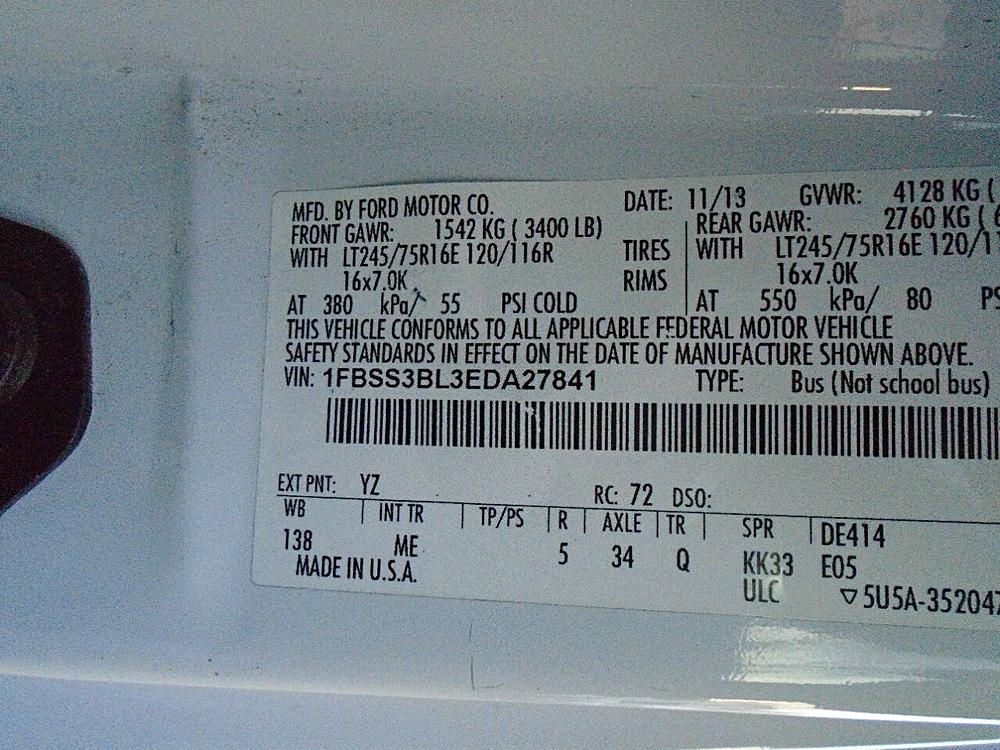 MFD. BY FORD MOTOR CO. DATE: 11/13 GVWR: 4128 KG (
FRONT GAWR: 1542 KG ( 3400 LB) REAR GAWR: 2760 KG (
WITH LT245/75R16E 120/116R TIRES WITH LT245/75R16E 120/11
16x7.0K RIMS 16x7.0K
AT 380 kPa/ 55 PSI COLD AT 550 kPa/ 80 PS
THIS VEHICLE CONFORMS TO ALL APPLICABLE FEDERAL MOTOR VEHICLE
SAFETY STANDARDS IN EFFECT ON THE DATE OF MANUFACTURE SHOWN ABOVE.
VIN: 1FBSS3BL3EDA27841 TYPE: Bus (Not school bus)
EXT PNT: YZ RC: 72 DSO:
WB INT TR TP/PS R AXLE TR SPR DE414
138 ME 5 34 Q KK33 E05
MADE IN U.S.A. ULC ▽5U5A-352047